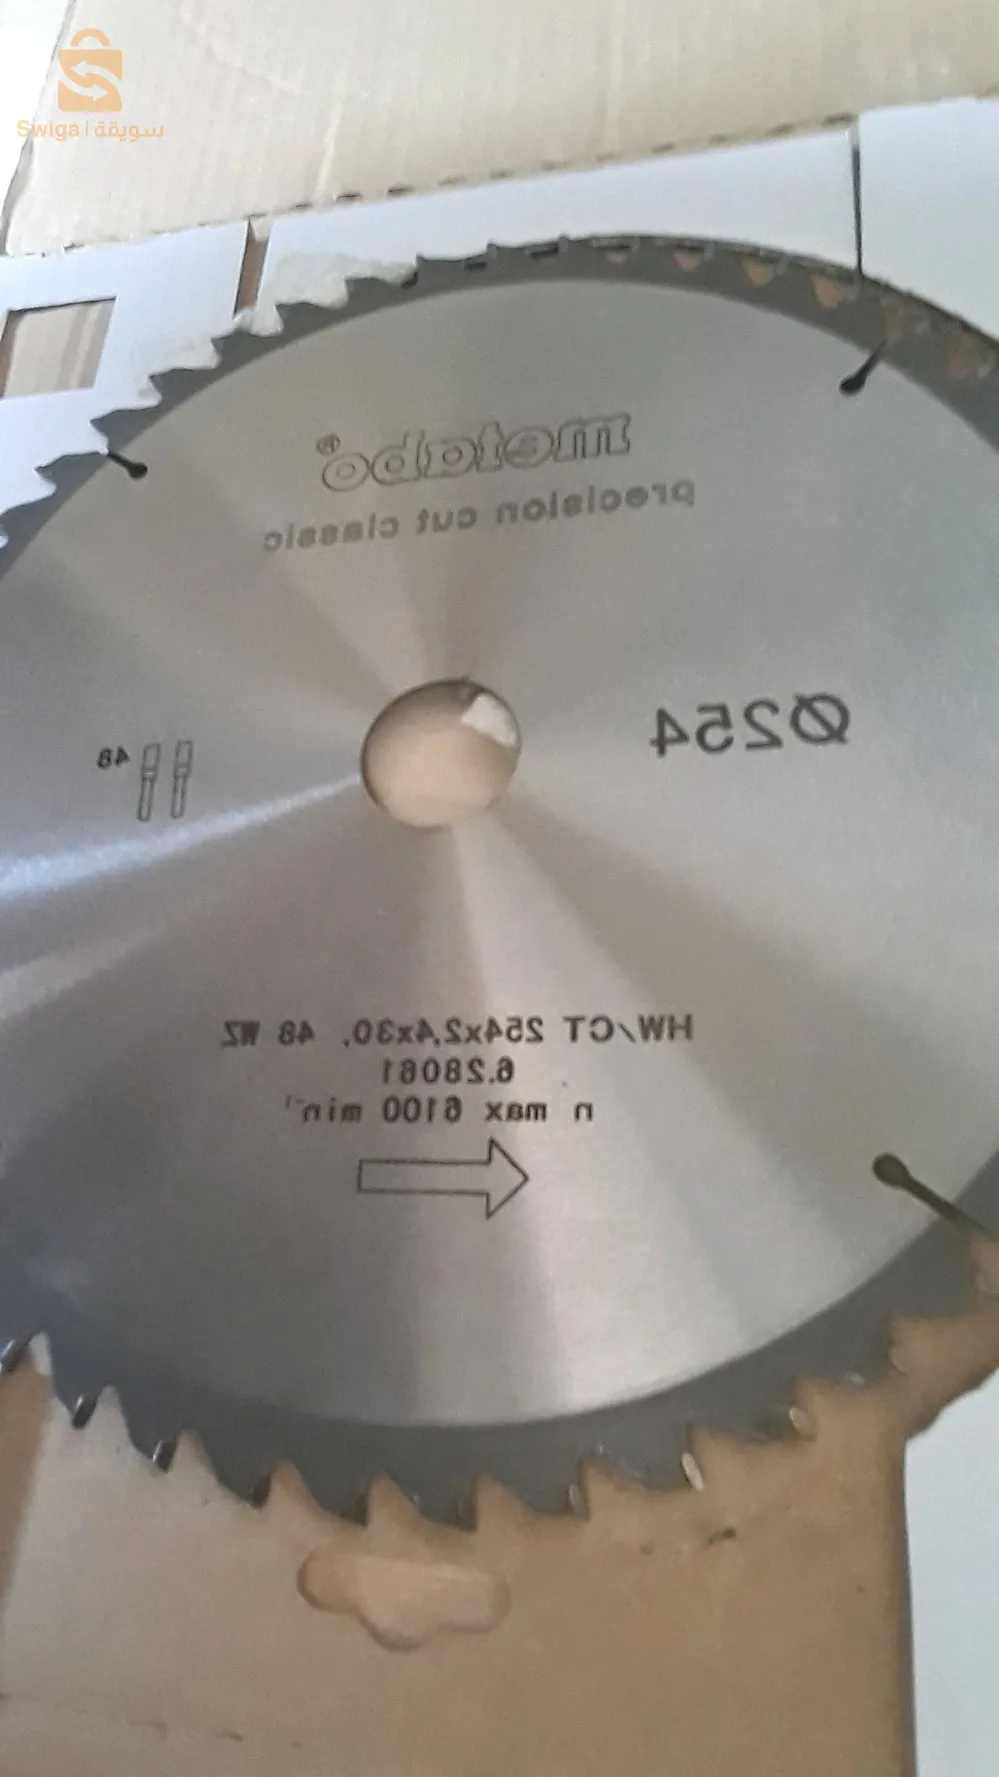 Swiga | سويقة
metabo®
precision cut classic
Ø254
48
HW/CT 254x2,4x30, 48 WZ
6.28061
n max 6100 min⁻¹